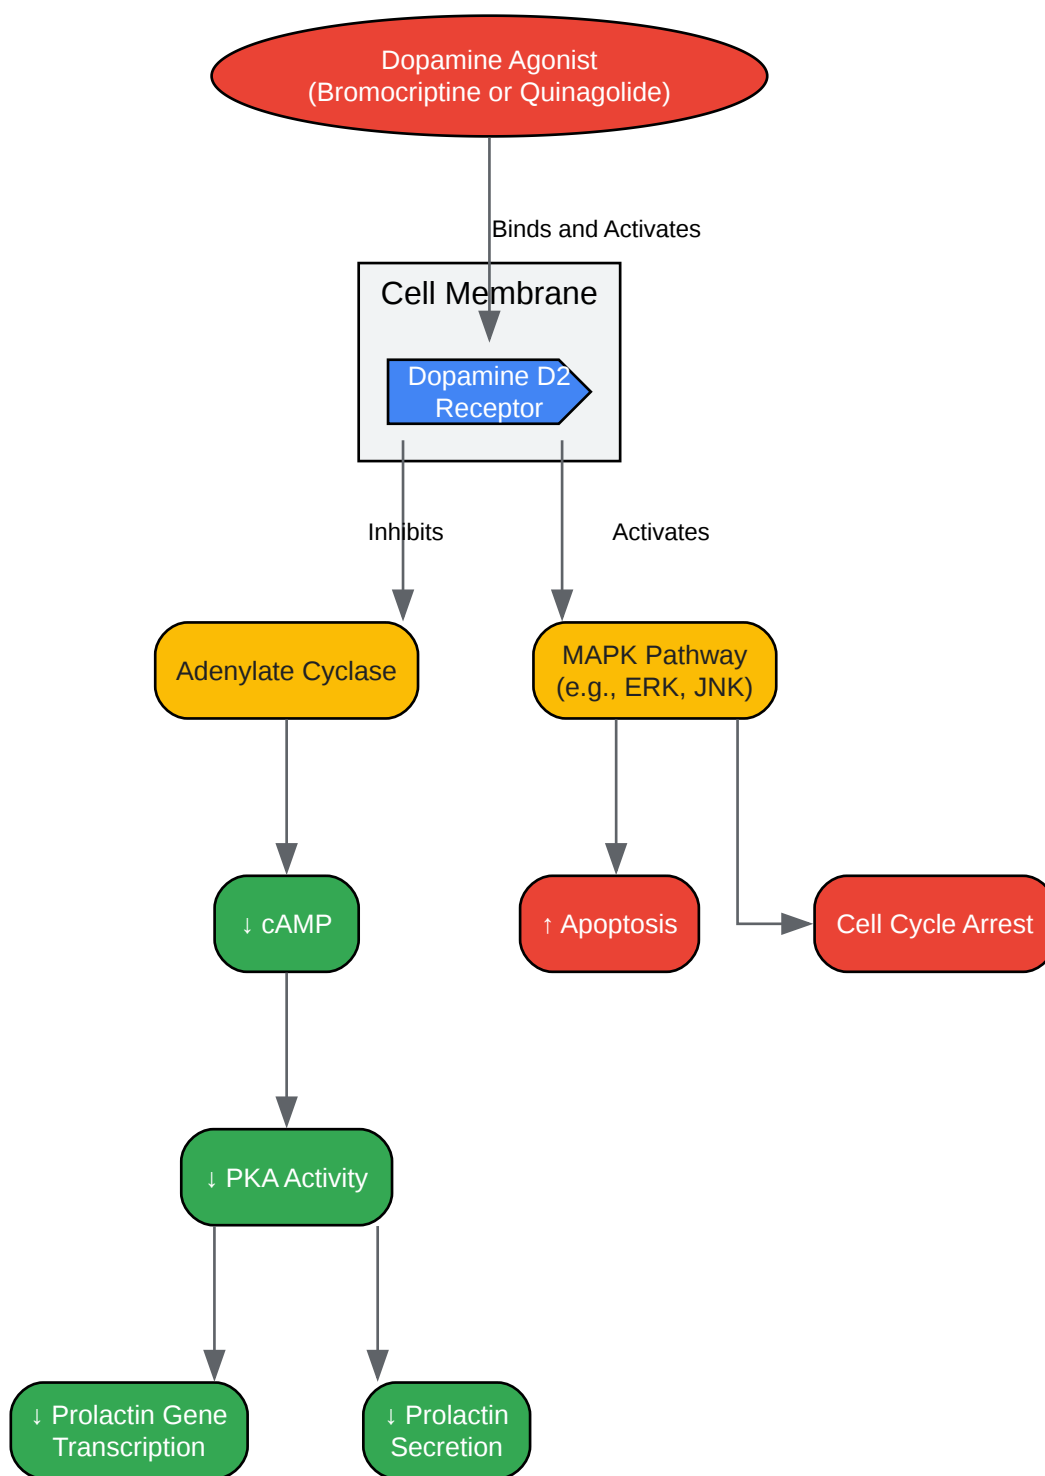 Dopamine Agonist
(Bromocriptine or Quinagolide)
Binds and Activates
Cell Membrane
Dopamine D2
Receptor
Inhibits
Activates
Adenylate Cyclase
MAPK Pathway
(e.g., ERK, JNK)
↓ cAMP
↑ Apoptosis
Cell Cycle Arrest
↓ PKA Activity
↓ Prolactin Gene
Transcription
↓ Prolactin
Secretion